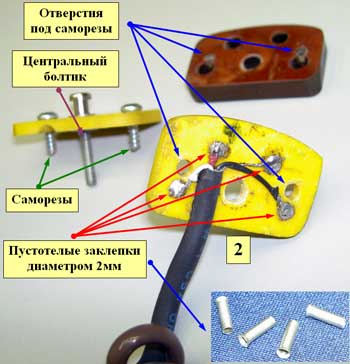 Отверстия
под саморезы
Центральный
болтик
Саморезы
Пустотелые заклепки
диаметром 2мм
2